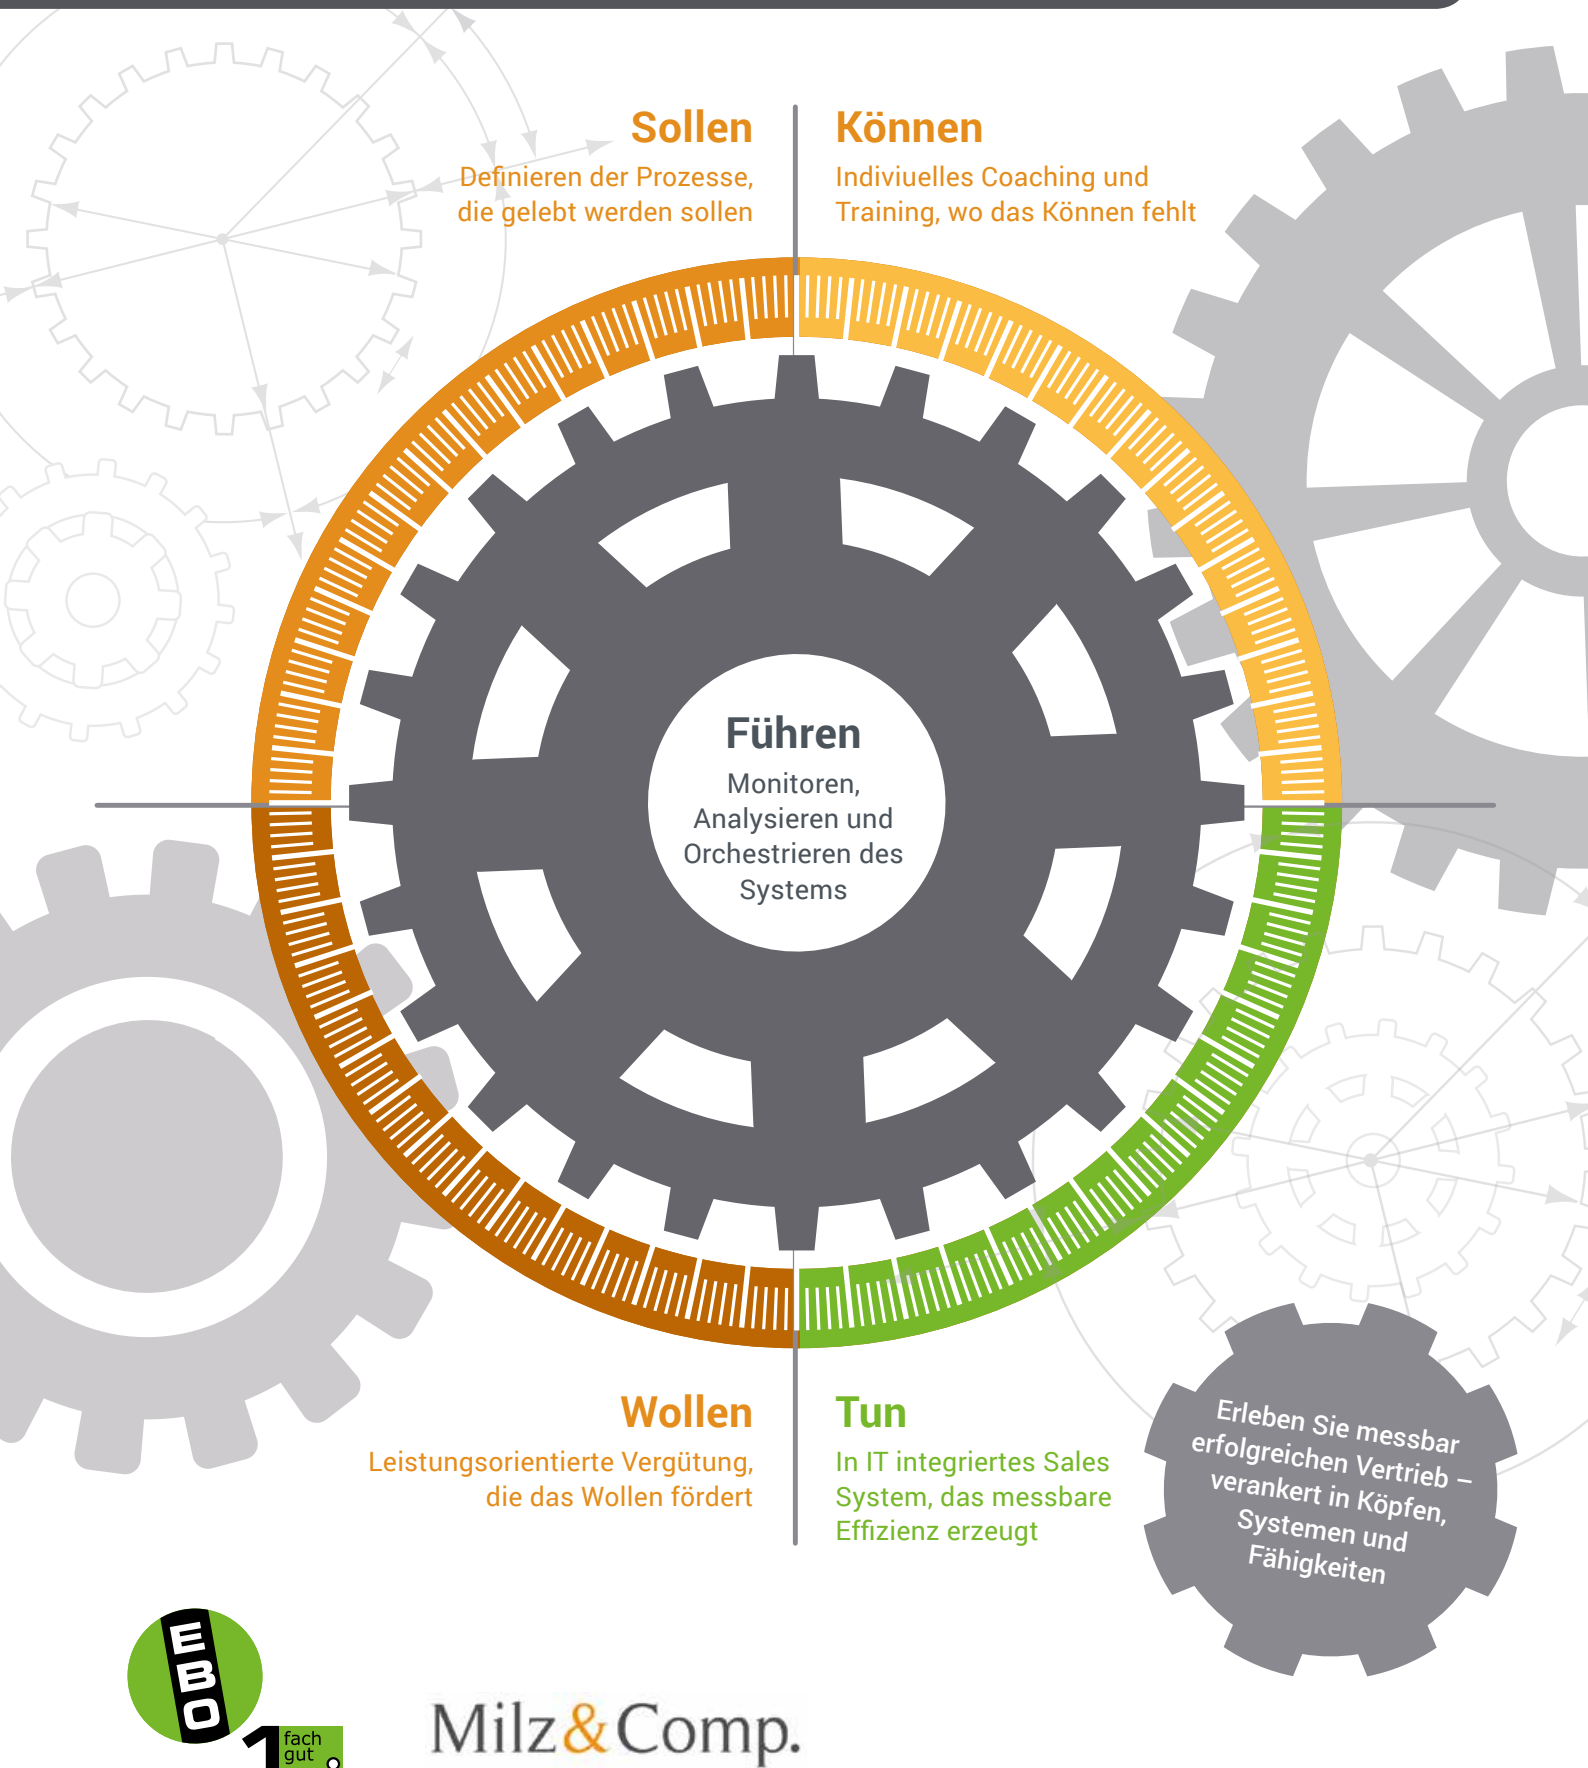 Sollen
Definieren der Prozesse,
die gelebt werden sollen
Können
Indiviuelles Coaching und
Training, wo das Können fehlt
Führen
Monitoren,
Analysieren und
Orchestrieren des
Systems
Wollen
Leistungsorientierte Vergütung,
die das Wollen fördert
Tun
In IT integriertes Sales
System, das messbare
Effizienz erzeugt
Erleben Sie messbar
erfolgreichen Vertrieb –
verankert in Köpfen,
Systemen und
Fähigkeiten
EBO
1 fach
gut
Milz&Comp.